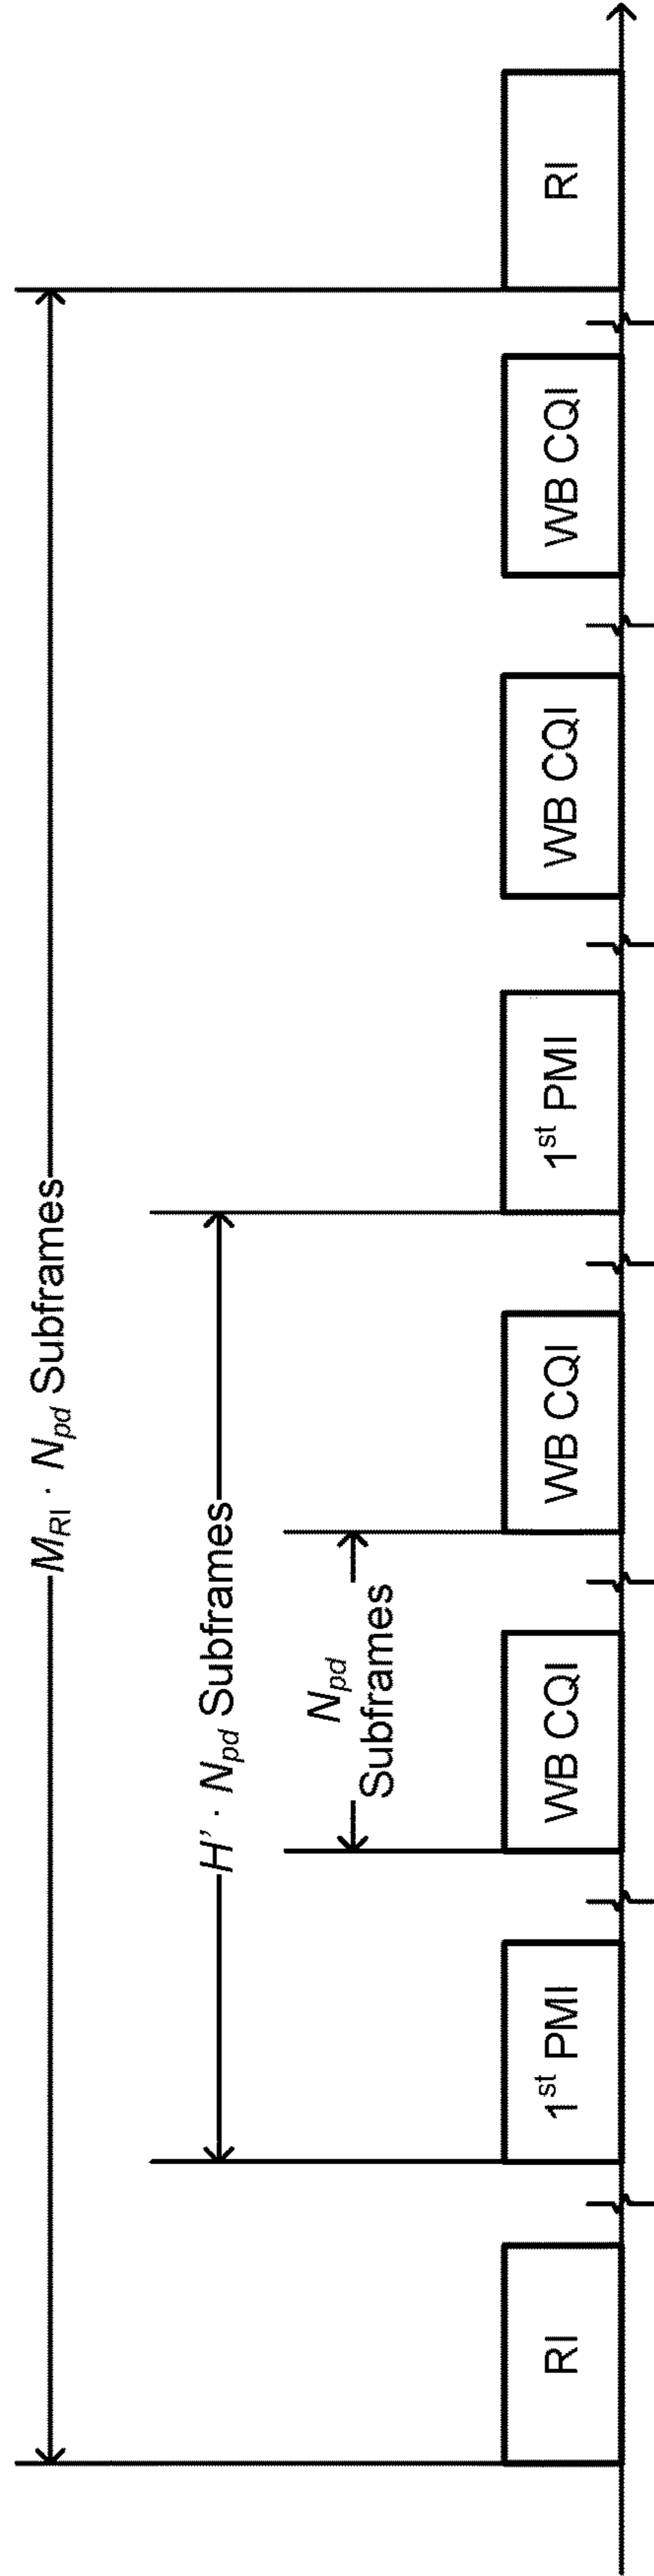 M_RI · N_pd Subframes
H' · N_pd Subframes
N_pd
Subframes
RI
1st PMI
WB CQI
WB CQI
1st PMI
WB CQI
WB CQI
RI